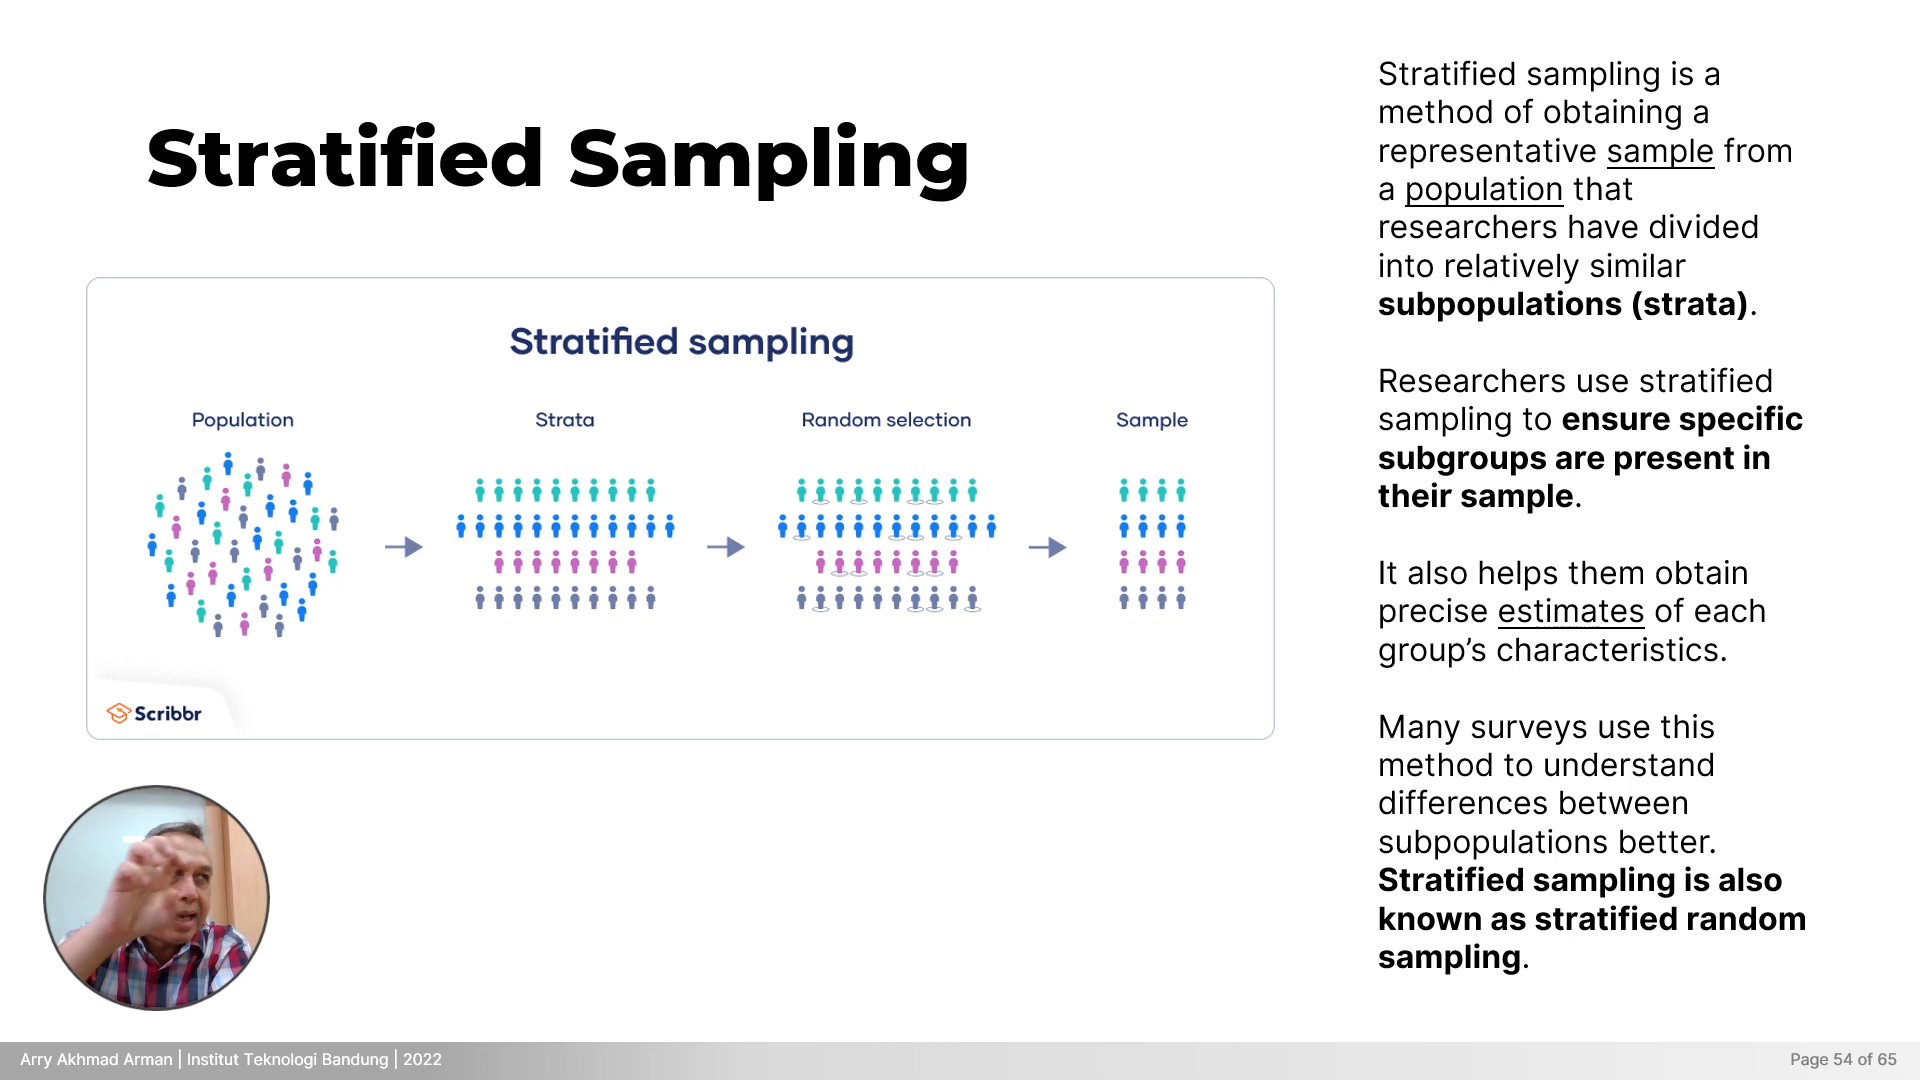 Stratified Sampling
Stratified sampling
Population
Strata
Random selection
Sample
Scribbr
Stratified sampling is a
method of obtaining a
representative sample from
a population that
researchers have divided
into relatively similar
subpopulations (strata).
Researchers use stratified
sampling to ensure specific
subgroups are present in
their sample.
It also helps them obtain
precise estimates of each
group’s characteristics.
Many surveys use this
method to understand
differences between
subpopulations better.
Stratified sampling is also
known as stratified random
sampling.
Arry Akhmad Arman | Institut Teknologi Bandung | 2022
Page 54 of 65